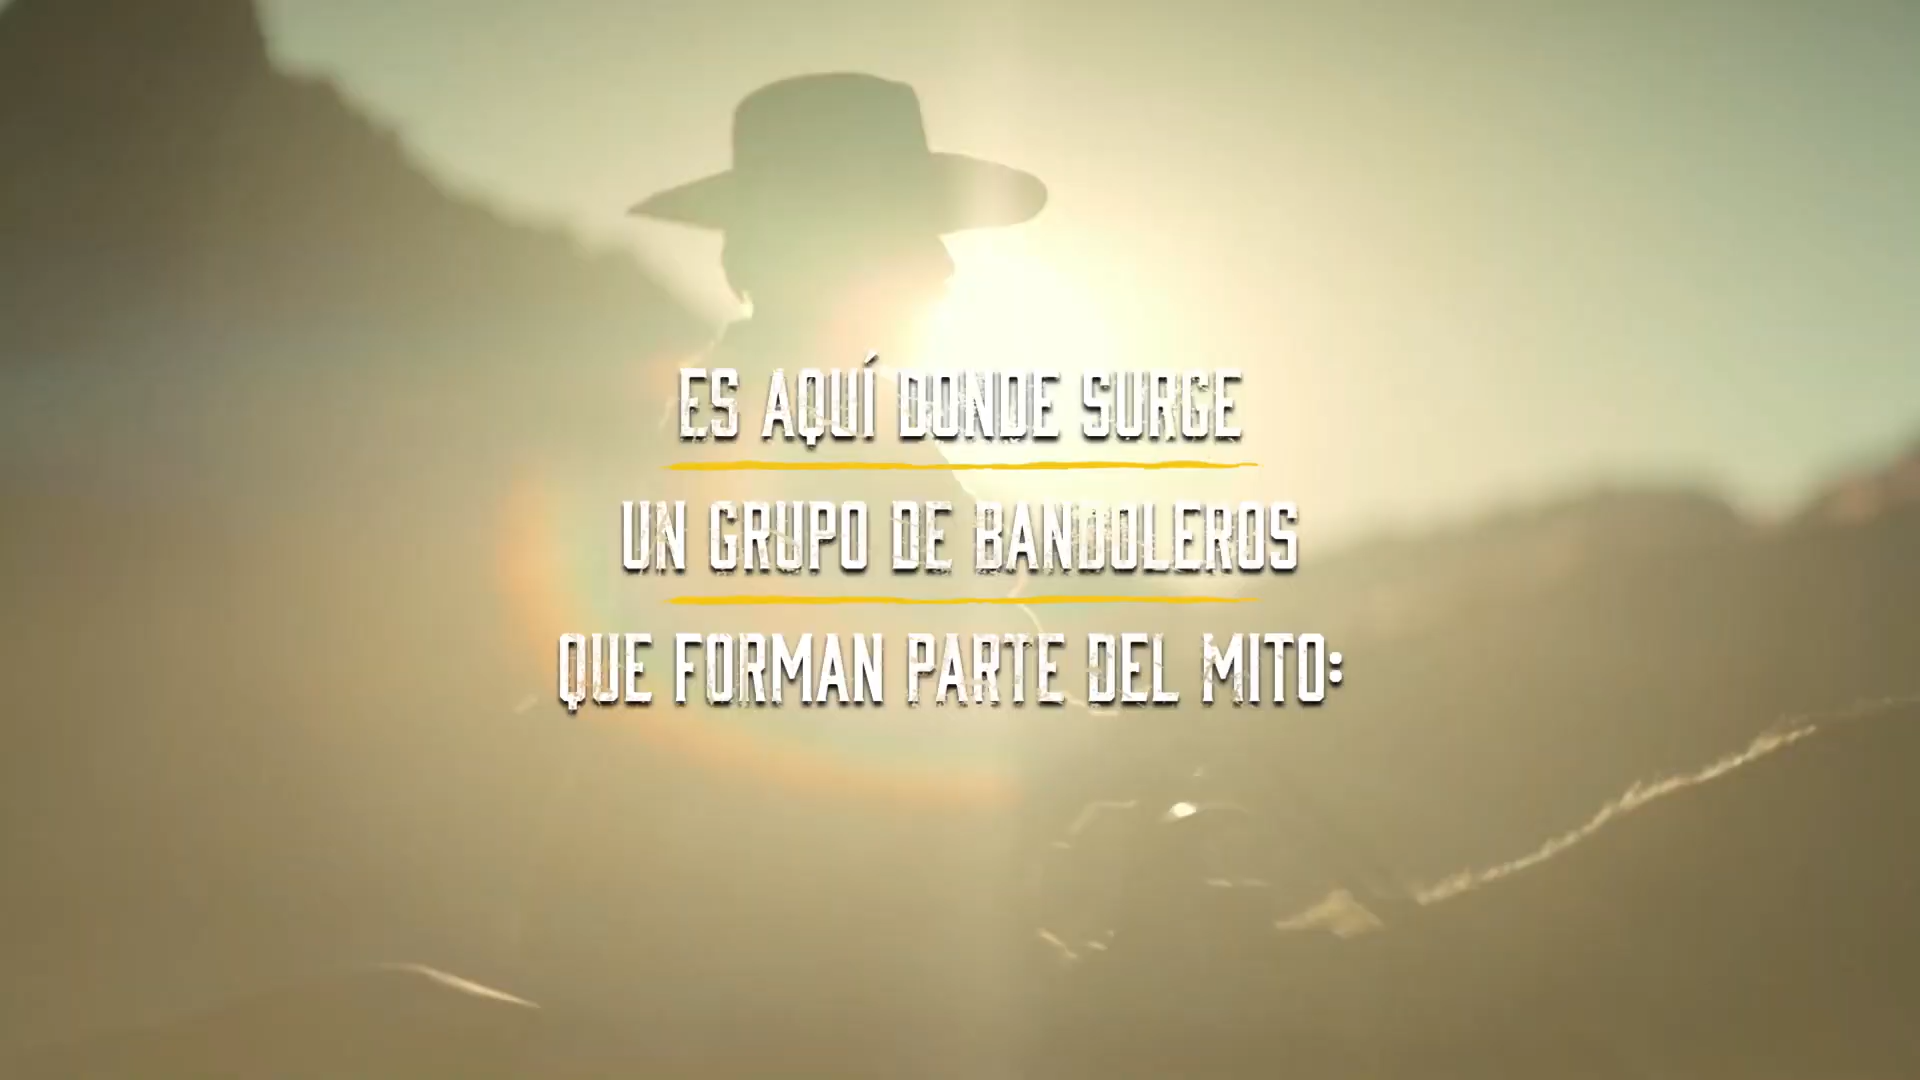 ES AQUÍ DONDE SURGE
UN GRUPO DE BANDOLEROS
QUE FORMAN PARTE DEL MITO: